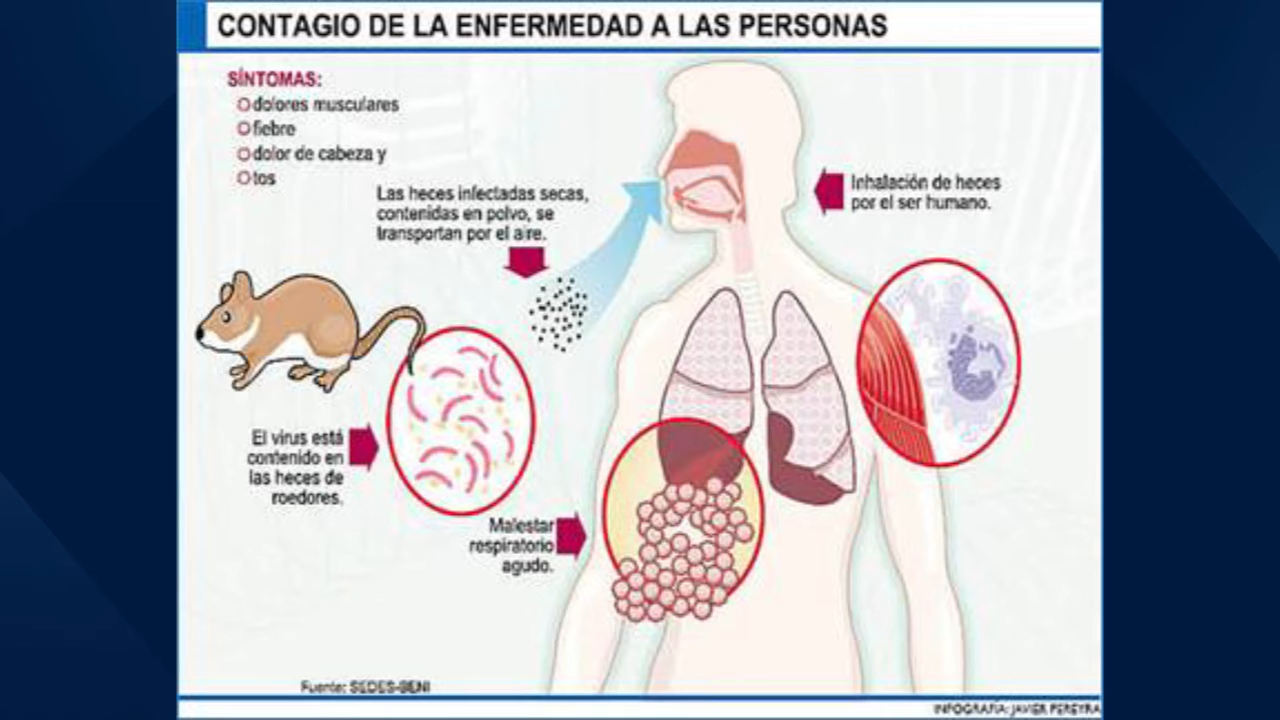 CONTAGIO DE LA ENFERMEDAD A LAS PERSONAS
SÍNTOMAS:
dolores musculares
fiebre
dolor de cabeza y
tos
Las heces infectadas secas,
contenidas en polvo, se
transportan por el aire.
Inhalación de heces
por el ser humano.
El virus está
contenido en
las heces de
roedores.
Malestar
respiratorio
agudo.
Fuente: SEDES-BENI
INFOGRAFÍA: JAVIER PEREYRA